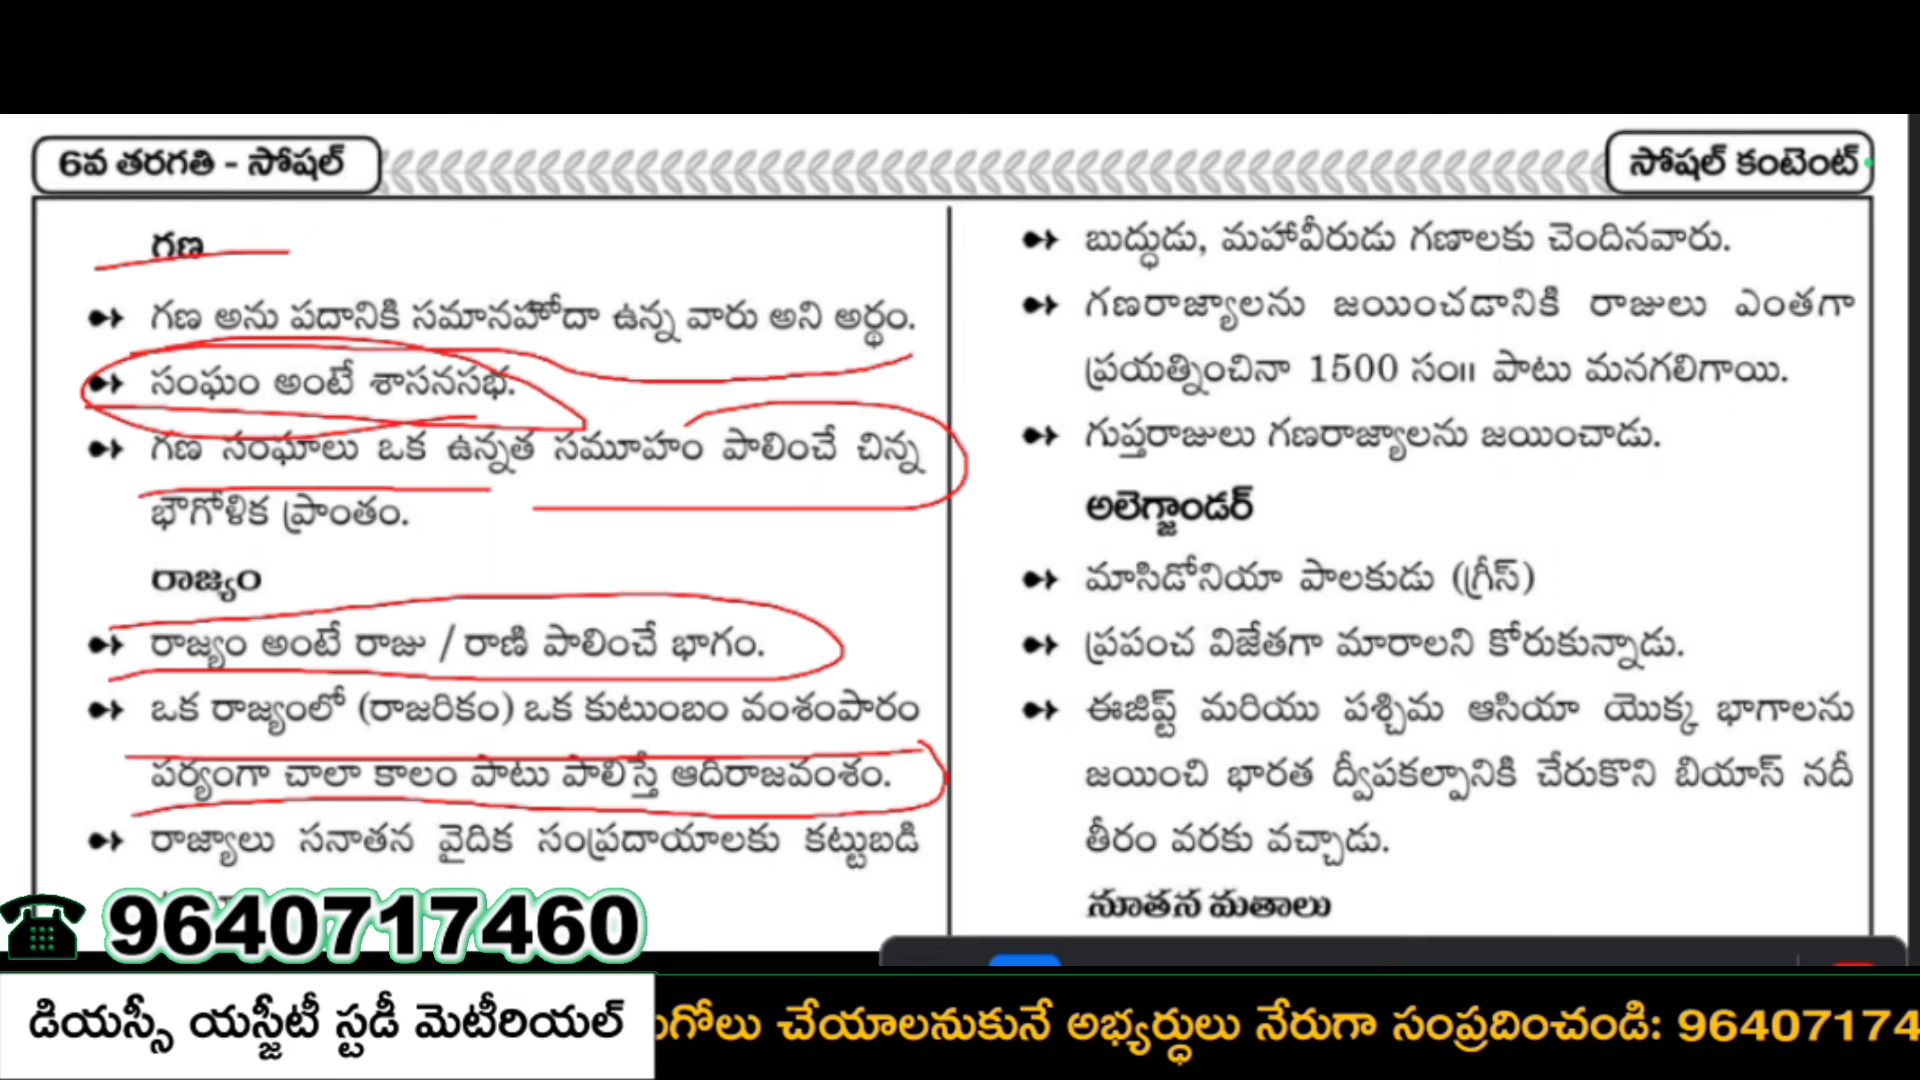 6వ తరగతి - సోషల్
సోషల్ కంటెంట్
గణ
గణ అను పదానికి సమానహోదా ఉన్న వారు అని అర్థం.
సంఘం అంటే శాసనసభ.
గణ సంఘాలు ఒక ఉన్నత సమూహం పాలించే చిన్న
భౌగోళిక ప్రాంతం.
రాజ్యం
రాజ్యం అంటే రాజు / రాణి పాలించే భాగం.
ఒక రాజ్యంలో (రాజరికం) ఒక కుటుంబం వంశంపారం
పర్యంగా చాలా కాలం పాటు పాలిస్తే ఆదిరాజవంశం.
రాజ్యాలు సనాతన వైదిక సంప్రదాయాలకు కట్టుబడి
బుద్ధుడు, మహావీరుడు గణాలకు చెందినవారు.
గణరాజ్యాలను జయించడానికి రాజులు ఎంతగా
ప్రయత్నించినా 1500 సం॥ పాటు మనగలిగాయి.
గుప్తరాజులు గణరాజ్యాలను జయించాడు.
అలెగ్జాండర్
మాసిడోనియా పాలకుడు (గ్రీస్)
ప్రపంచ విజేతగా మారాలని కోరుకున్నాడు.
ఈజిప్ట్ మరియు పశ్చిమ ఆసియా యొక్క భాగాలను
జయించి భారత ద్వీపకల్పానికి చేరుకొని బియాస్ నదీ
తీరం వరకు వచ్చాడు.
నూతన మతాలు
9640717460
డియస్సీ యస్జీటీ స్టడీ మెటీరియల్
చేయాలనుకునే అభ్యర్ధులు నేరుగా సంప్రదించండి: 96407174